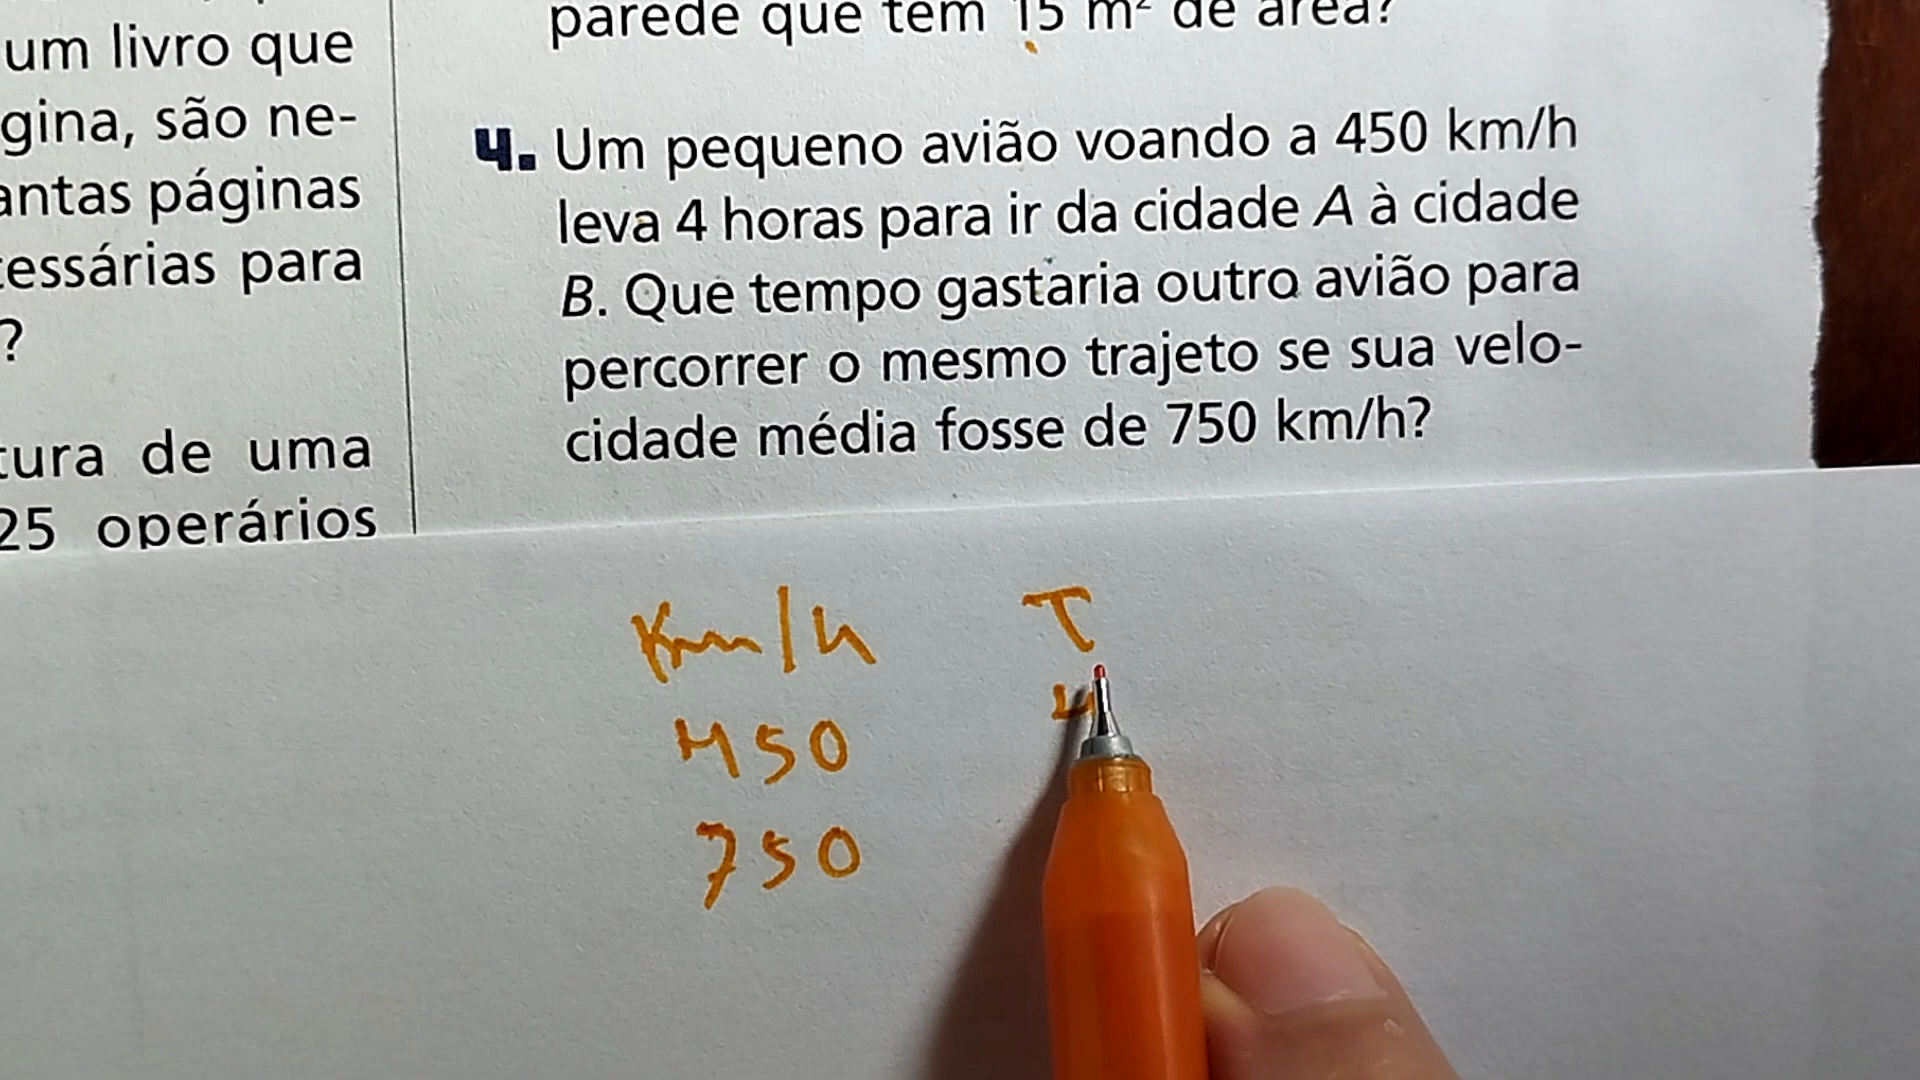 um livro que
gina, são ne-
antas páginas
essárias para
?
tura de uma
25 operários
parede que tem 15 m² de área?
4. Um pequeno avião voando a 450 km/h
leva 4 horas para ir da cidade A à cidade
B. Que tempo gastaria outro avião para
percorrer o mesmo trajeto se sua velo-
cidade média fosse de 750 km/h?
Km/h T
450 4
750